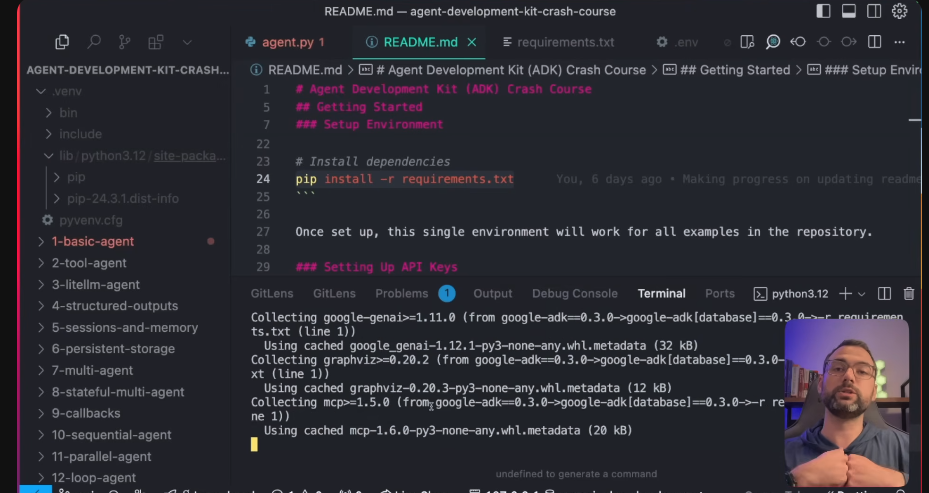 README.md — agent-development-kit-crash-course
agent.py 1
README.md
requirements.txt
.env
AGENT-DEVELOPMENT-KIT-CRASH...
README.md > # Agent Development Kit (ADK) Crash Course > ## Getting Started > ### Setup Envir
.venv
bin
include
lib/python3.12/site-packa...
pip
pip-24.3.1.dist-info
pyvenv.cfg
1-basic-agent
2-tool-agent
3-litellm-agent
4-structured-outputs
5-sessions-and-memory
6-persistent-storage
7-multi-agent
8-stateful-multi-agent
9-callbacks
10-sequential-agent
11-parallel-agent
12-loop-agent
1 # Agent Development Kit (ADK) Crash Course
5 ## Getting Started
7 ### Setup Environment
22
23 # Install dependencies
24 pip install -r requirements.txt You, 6 days ago • Making progress on updating readme
25 ```
26
27 Once set up, this single environment will work for all examples in the repository.
28
29 ### Setting Up API Keys
GitLens GitLens Problems 1 Output Debug Console Terminal Ports python3.12
Collecting google-genai>=1.11.0 (from google-adk==0.3.0->google-adk[database]==0.3.0->-r requiremen
ts.txt (line 1))
Using cached google_genai-1.12.1-py3-none-any.whl.metadata (32 kB)
Collecting graphviz>=0.20.2 (from google-adk==0.3.0->google-adk[database]==0.3.0-
xt (line 1))
Using cached graphviz-0.20.3-py3-none-any.whl.metadata (12 kB)
Collecting mcp>=1.5.0 (from google-adk==0.3.0->google-adk[database]==0.3.0->-r re
ne 1))
Using cached mcp-1.6.0-py3-none-any.whl.metadata (20 kB)
undefined to generate a command